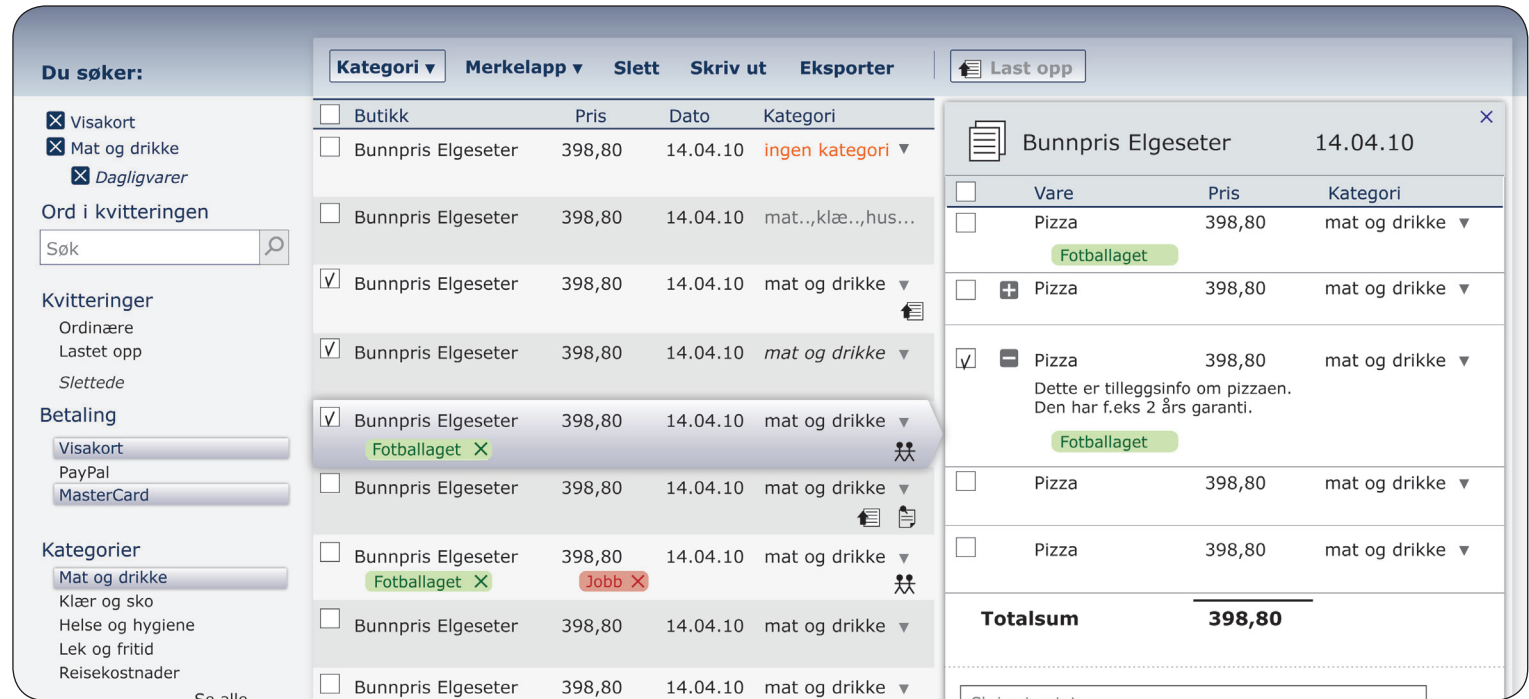 Du søker:
Visakort
Mat og drikke
Dagligvarer
Ord i kvitteringen
Søk
Kvitteringer
Ordinære
Lastet opp
Slettede
Betaling
Visakort
PayPal
MasterCard
Kategorier
Mat og drikke
Klær og sko
Helse og hygiene
Lek og fritid
Reisekostnader
Se alle
Kategori ▼ Merkelapp ▼ Slett Skriv ut Eksporter
Last opp
Butikk Pris Dato Kategori
Bunnpris Elgeseter 398,80 14.04.10 ingen kategori ▼
Bunnpris Elgeseter 398,80 14.04.10 mat..,klæ..,hus...
Bunnpris Elgeseter 398,80 14.04.10 mat og drikke ▼
Bunnpris Elgeseter 398,80 14.04.10 mat og drikke ▼
Bunnpris Elgeseter 398,80 14.04.10 mat og drikke ▼
Fotballaget X
Bunnpris Elgeseter 398,80 14.04.10 mat og drikke ▼
Bunnpris Elgeseter 398,80 14.04.10 mat og drikke ▼
Fotballaget X Jobb X
Bunnpris Elgeseter 398,80 14.04.10 mat og drikke ▼
Bunnpris Elgeseter 398,80 14.04.10 mat og drikke ▼
Bunnpris Elgeseter 14.04.10
Vare Pris Kategori
Pizza 398,80 mat og drikke ▼
Fotballaget
Pizza 398,80 mat og drikke ▼
Pizza 398,80 mat og drikke ▼
Dette er tilleggsinfo om pizzaen.
Den har f.eks 2 års garanti.
Fotballaget
Pizza 398,80 mat og drikke ▼
Pizza 398,80 mat og drikke ▼
Totalsum 398,80